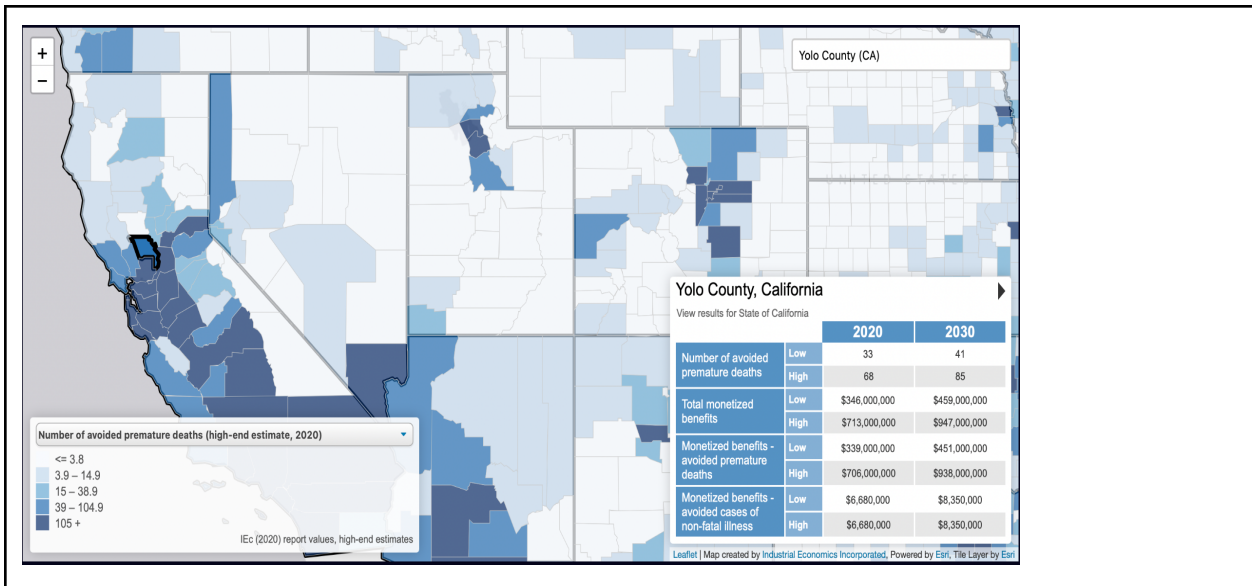 +
−
Yolo County (CA)
UNITED STATES
Yolo County, California
View results for State of California
2020 2030
Number of avoided premature deaths Low 33 41
High 68 85
Total monetized benefits Low $346,000,000 $459,000,000
High $713,000,000 $947,000,000
Monetized benefits - avoided premature deaths Low $339,000,000 $451,000,000
High $706,000,000 $938,000,000
Monetized benefits - avoided cases of non-fatal illness Low $6,680,000 $8,350,000
High $6,680,000 $8,350,000
Number of avoided premature deaths (high-end estimate, 2020)
<= 3.8
3.9 – 14.9
15 – 38.9
39 – 104.9
105 +
IEc (2020) report values, high-end estimates
Leaflet | Map created by Industrial Economics Incorporated, Powered by Esri, Tile Layer by Esri